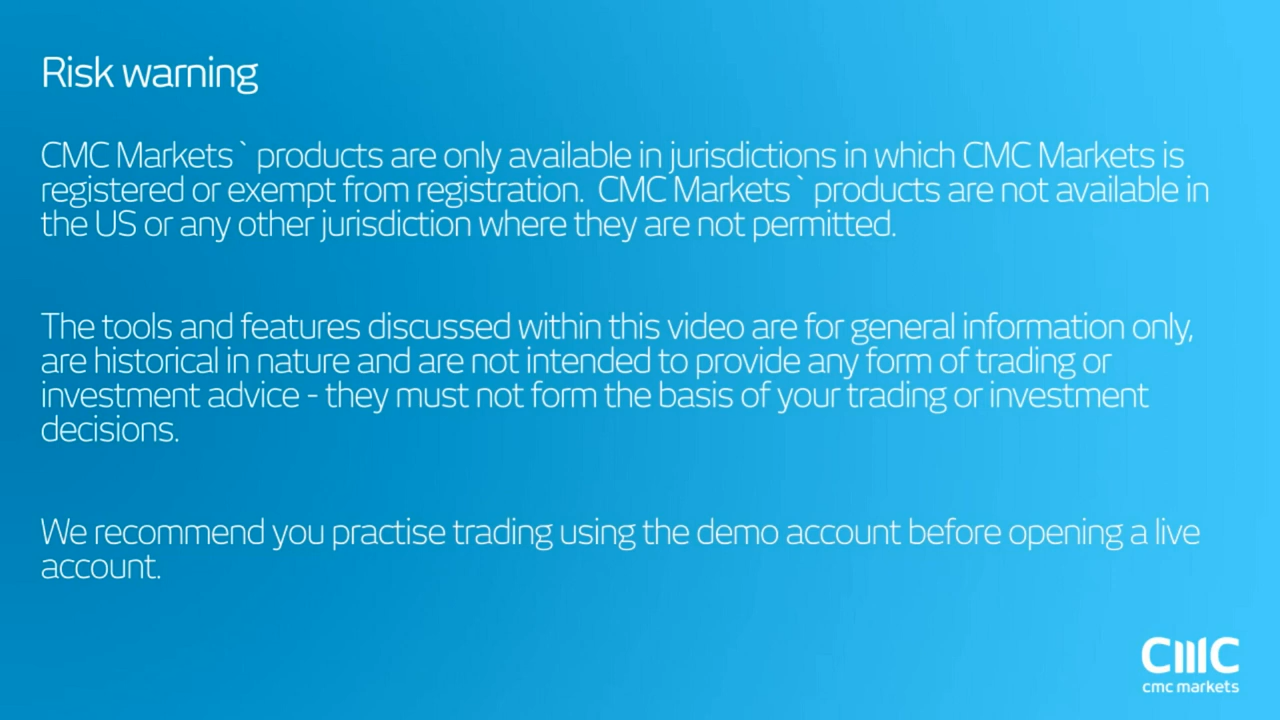 Risk warning
CMC Markets` products are only available in jurisdictions in which CMC Markets is
registered or exempt from registration.  CMC Markets` products are not available in
the US or any other jurisdiction where they are not permitted.
The tools and features discussed within this video are for general information only,
are historical in nature and are not intended to provide any form of trading or
investment advice - they must not form the basis of your trading or investment
decisions.
We recommend you practise trading using the demo account before opening a live
account.
CMC
cmc markets